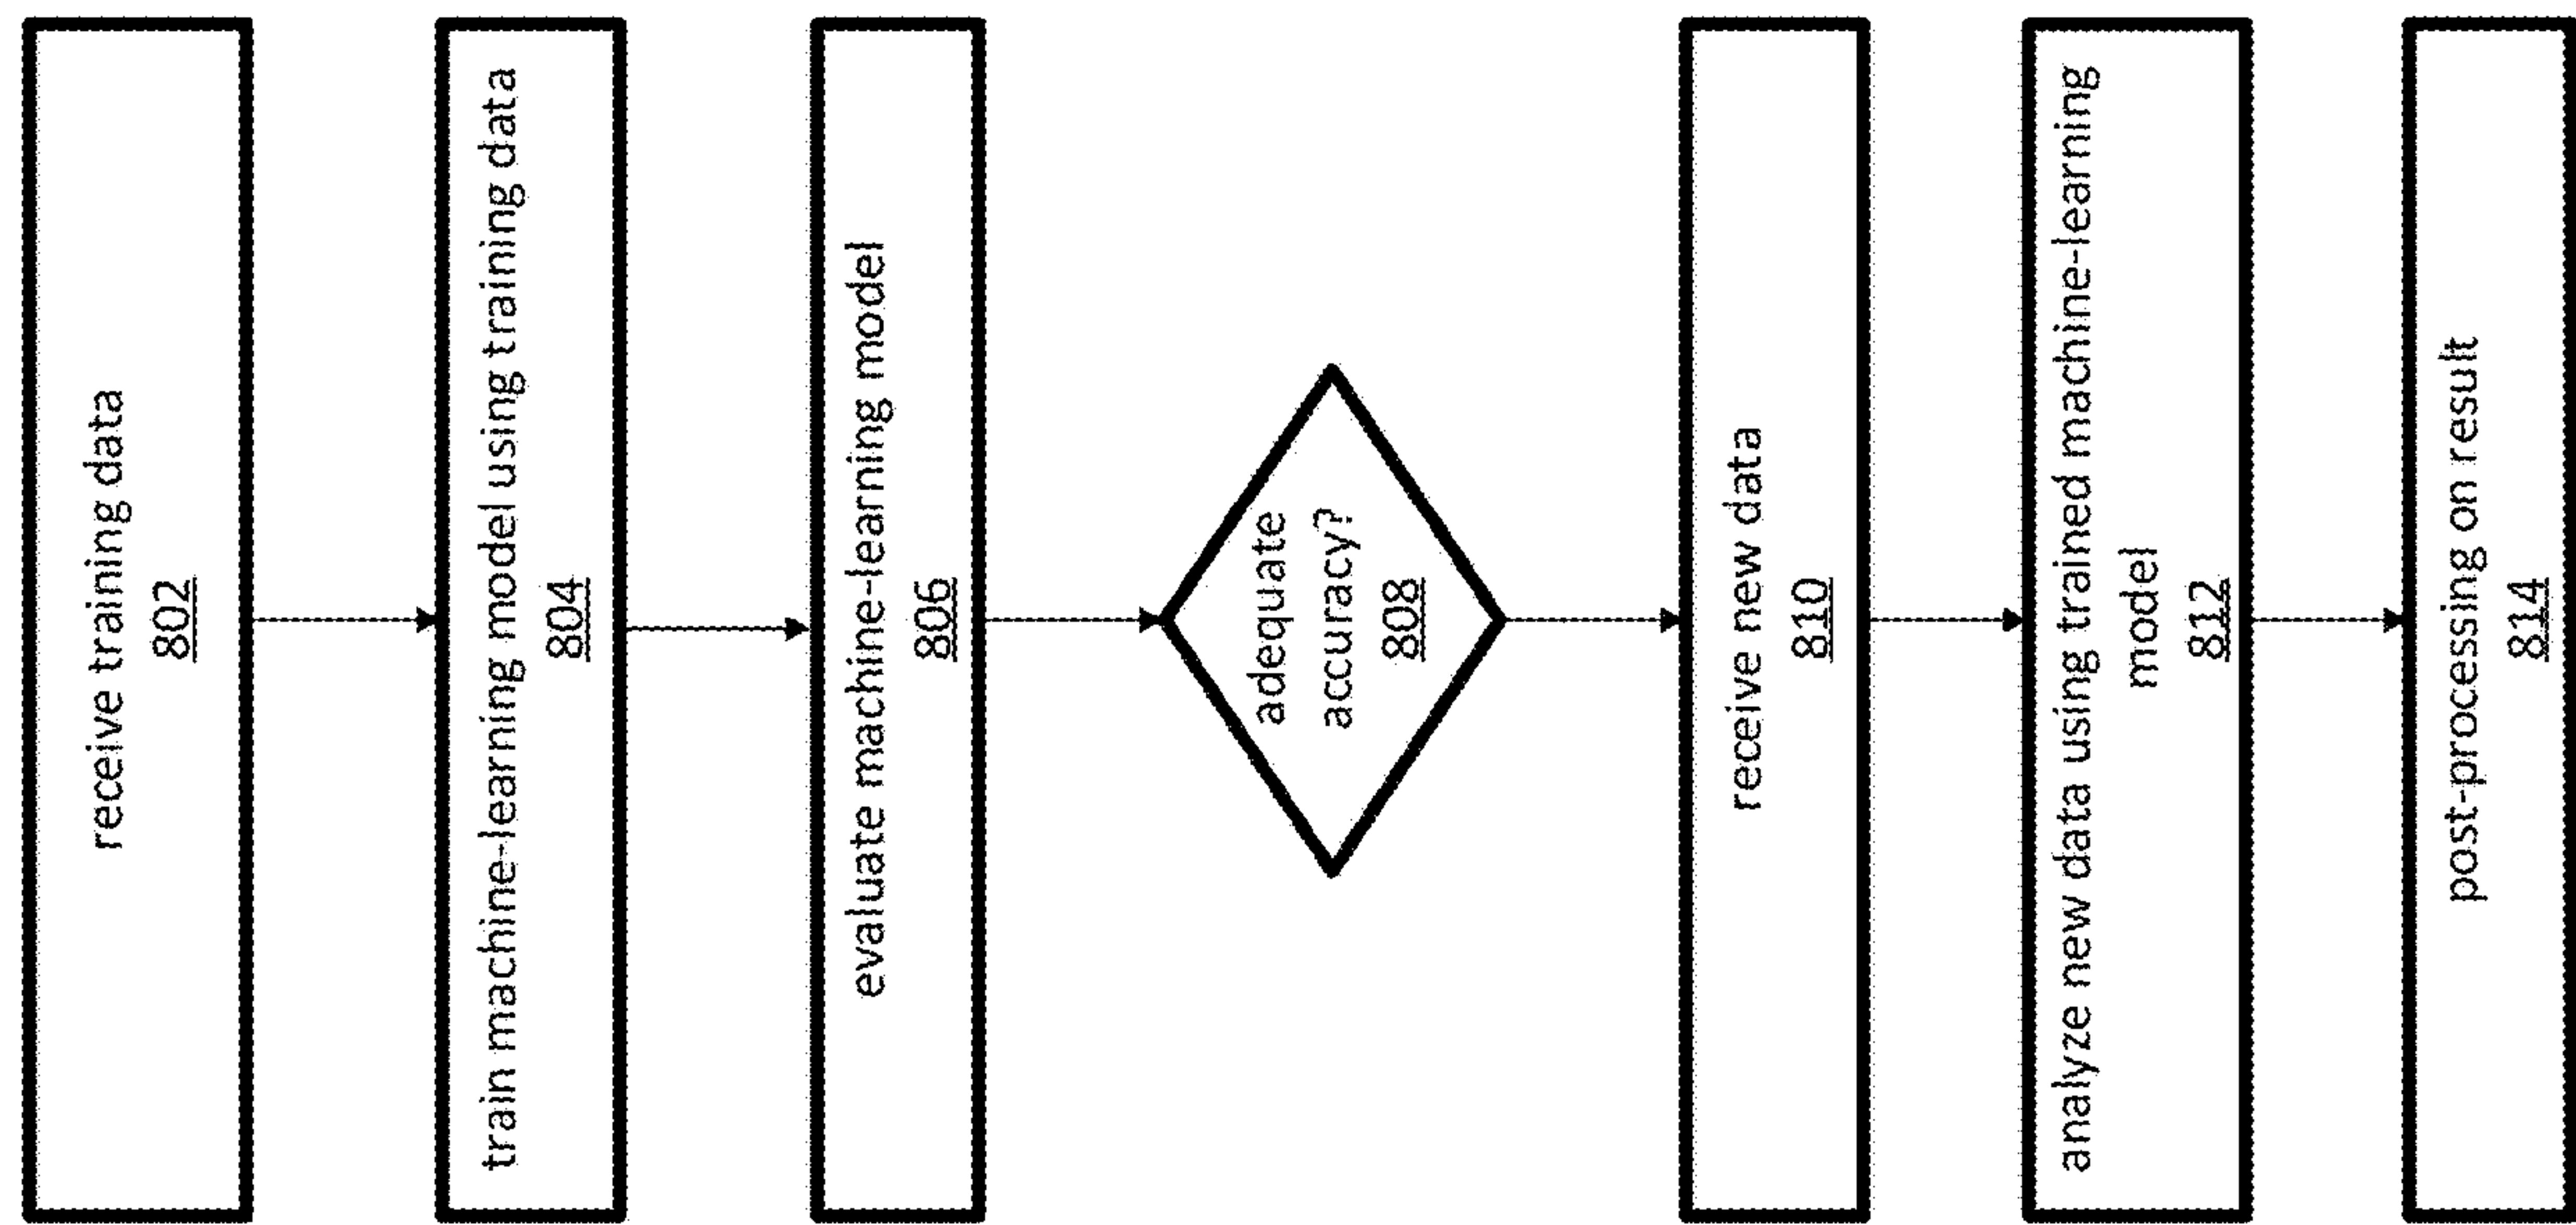 receive training data
802
train machine-learning model using training data
804
evaluate machine-learning model
806
adequate
accuracy?
808
receive new data
810
analyze new data using trained machine-learning
model
812
post-processing on result
814